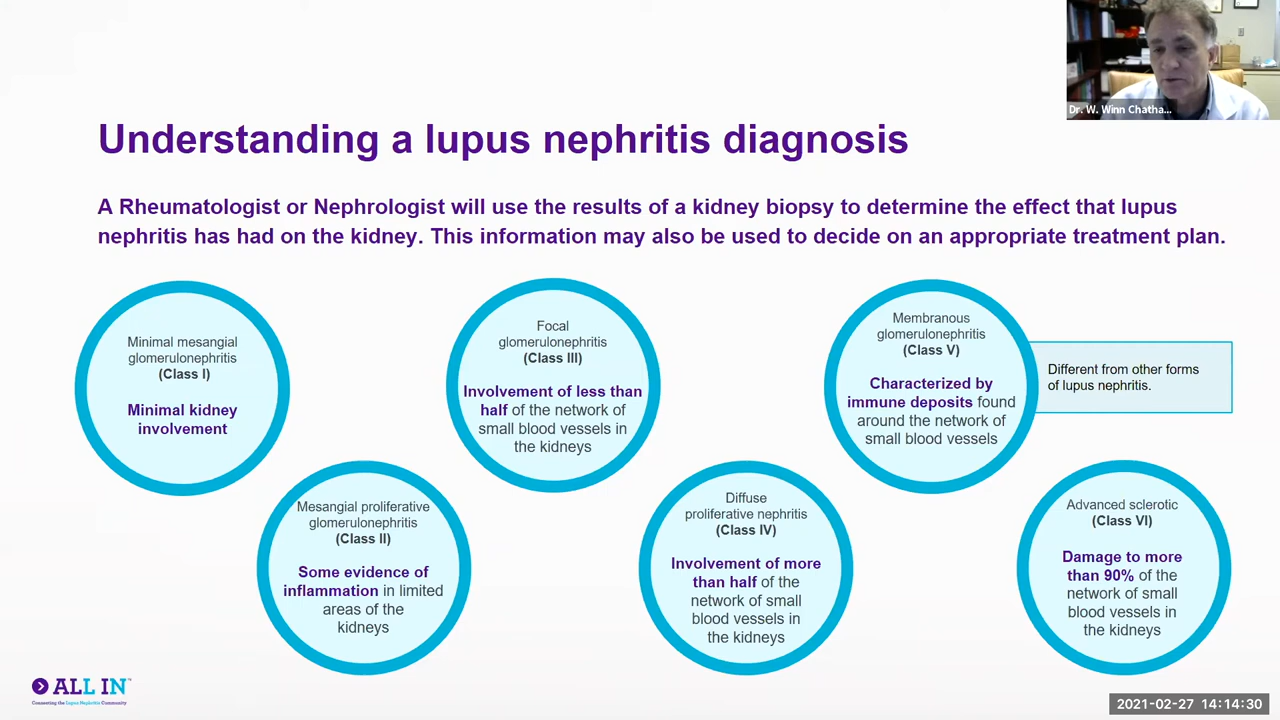 Dr. W. Winn Chatha...
Understanding a lupus nephritis diagnosis
A Rheumatologist or Nephrologist will use the results of a kidney biopsy to determine the effect that lupus
nephritis has had on the kidney. This information may also be used to decide on an appropriate treatment plan.
Minimal mesangial
glomerulonephritis
(Class I)
Minimal kidney
involvement
Mesangial proliferative
glomerulonephritis
(Class II)
Some evidence of
inflammation in limited
areas of the
kidneys
Focal
glomerulonephritis
(Class III)
Involvement of less than
half of the network of
small blood vessels in
the kidneys
Diffuse
proliferative nephritis
(Class IV)
Involvement of more
than half of the
network of small
blood vessels in
the kidneys
Membranous
glomerulonephritis
(Class V)
Characterized by
immune deposits found
around the network of
small blood vessels
Different from other forms
of lupus nephritis.
Advanced sclerotic
(Class VI)
Damage to more
than 90% of the
network of small
blood vessels in
the kidneys
ALL IN™
Connecting the Lupus Nephritis Community
2021-02-27 14:14:30